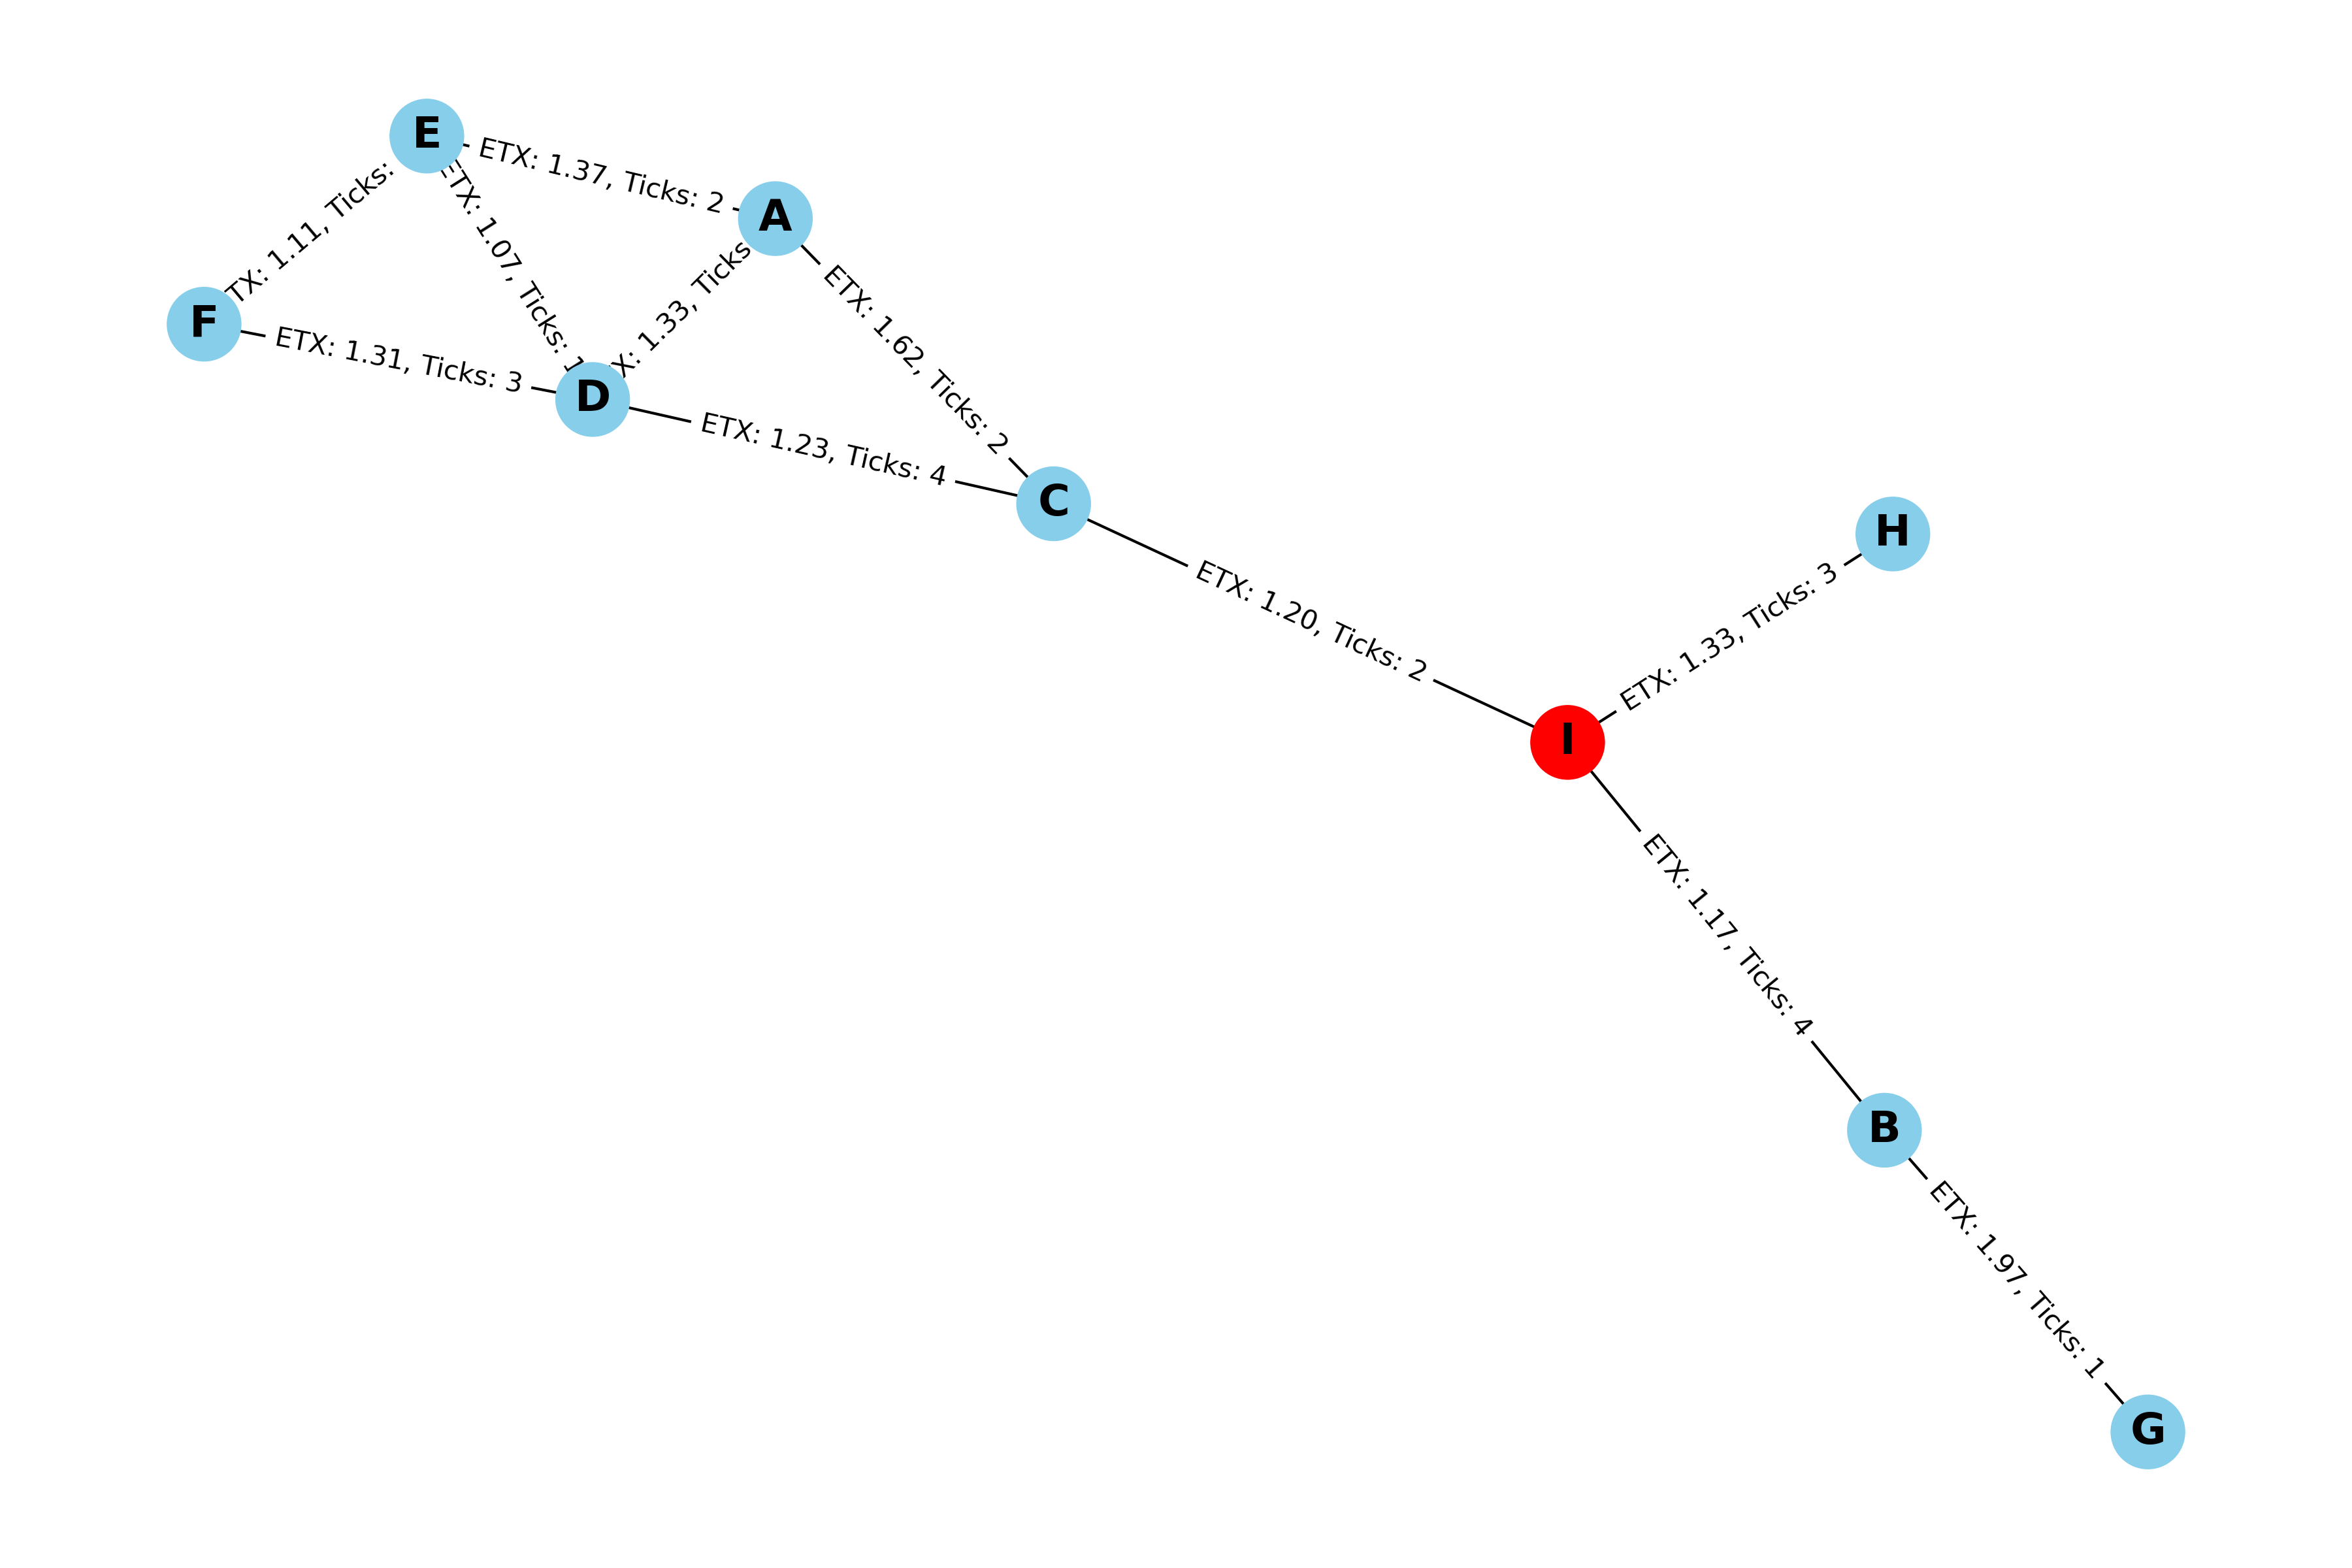 E
ETX: 1.37, Ticks: 2
A
TX: 1.11, Ticks:
ETX: 1.07, Ticks: 1
X: 1.33, Ticks
ETX: 1.62, Ticks: 2
F
ETX: 1.31, Ticks: 3
D
ETX: 1.23, Ticks: 4
C
H
ETX: 1.20, Ticks: 2
ETX: 1.33, Ticks: 3
I
ETX: 1.17, Ticks: 4
B
ETX: 1.97, Ticks: 1
G